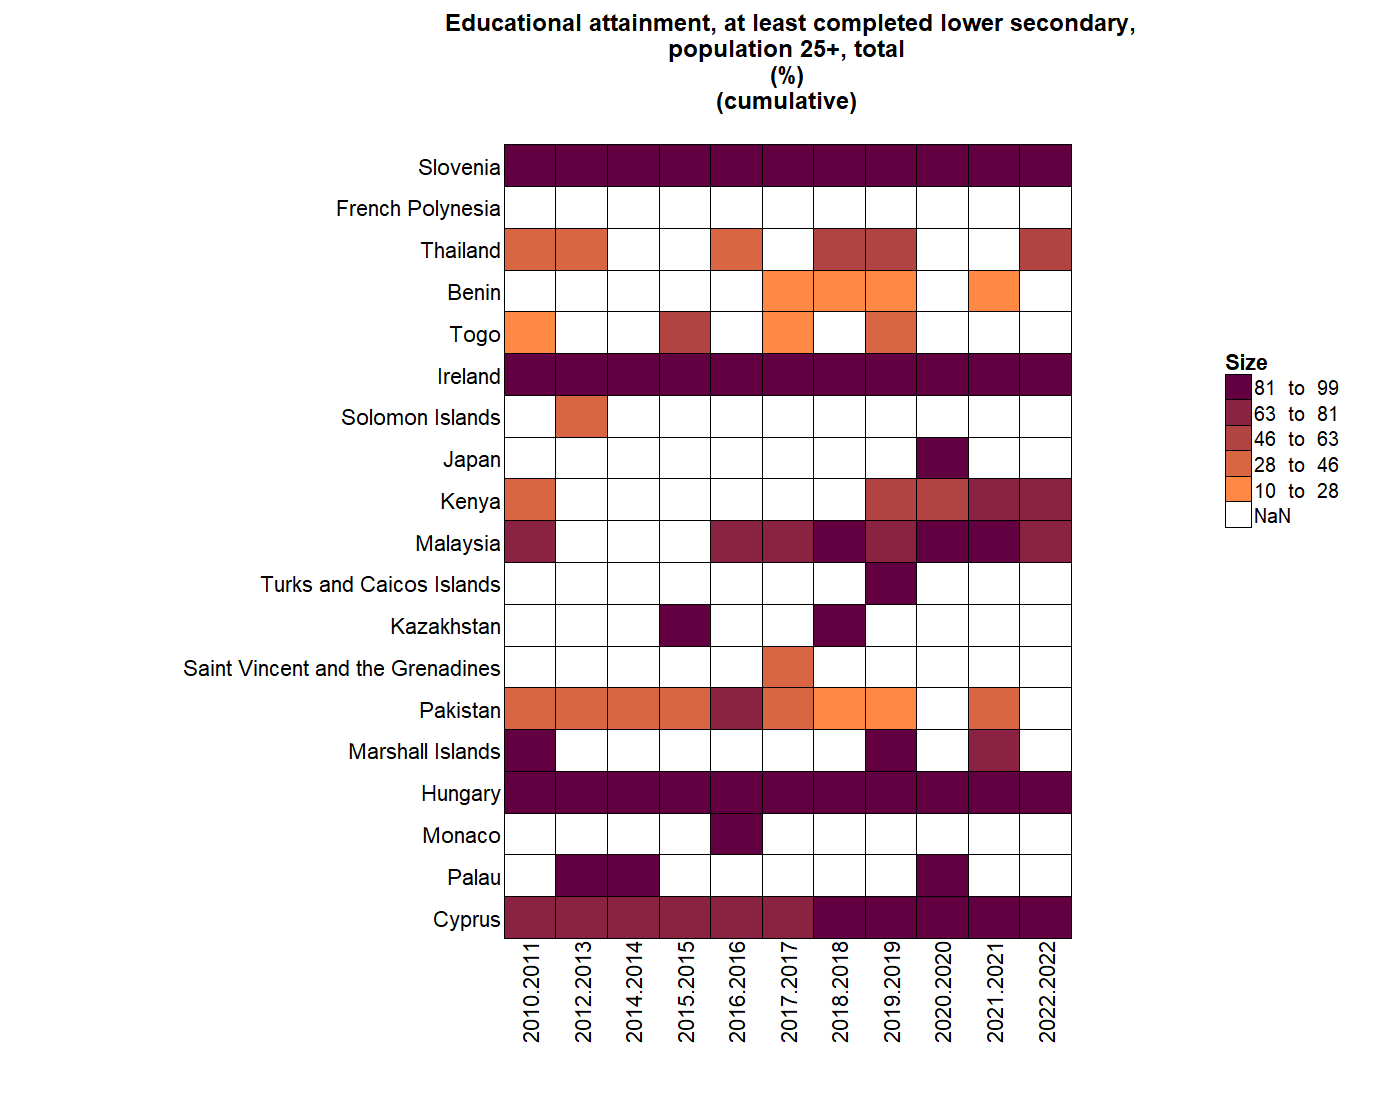 Educational attainment, at least completed lower secondary,
population 25+, total
(%)
(cumulative)
Slovenia
French Polynesia
Thailand
Benin
Togo
Ireland
Solomon Islands
Japan
Kenya
Malaysia
Turks and Caicos Islands
Kazakhstan
Saint Vincent and the Grenadines
Pakistan
Marshall Islands
Hungary
Monaco
Palau
Cyprus
2010.2011
2012.2013
2014.2014
2015.2015
2016.2016
2017.2017
2018.2018
2019.2019
2020.2020
2021.2021
2022.2022
Size
81 to 99
63 to 81
46 to 63
28 to 46
10 to 28
NaN